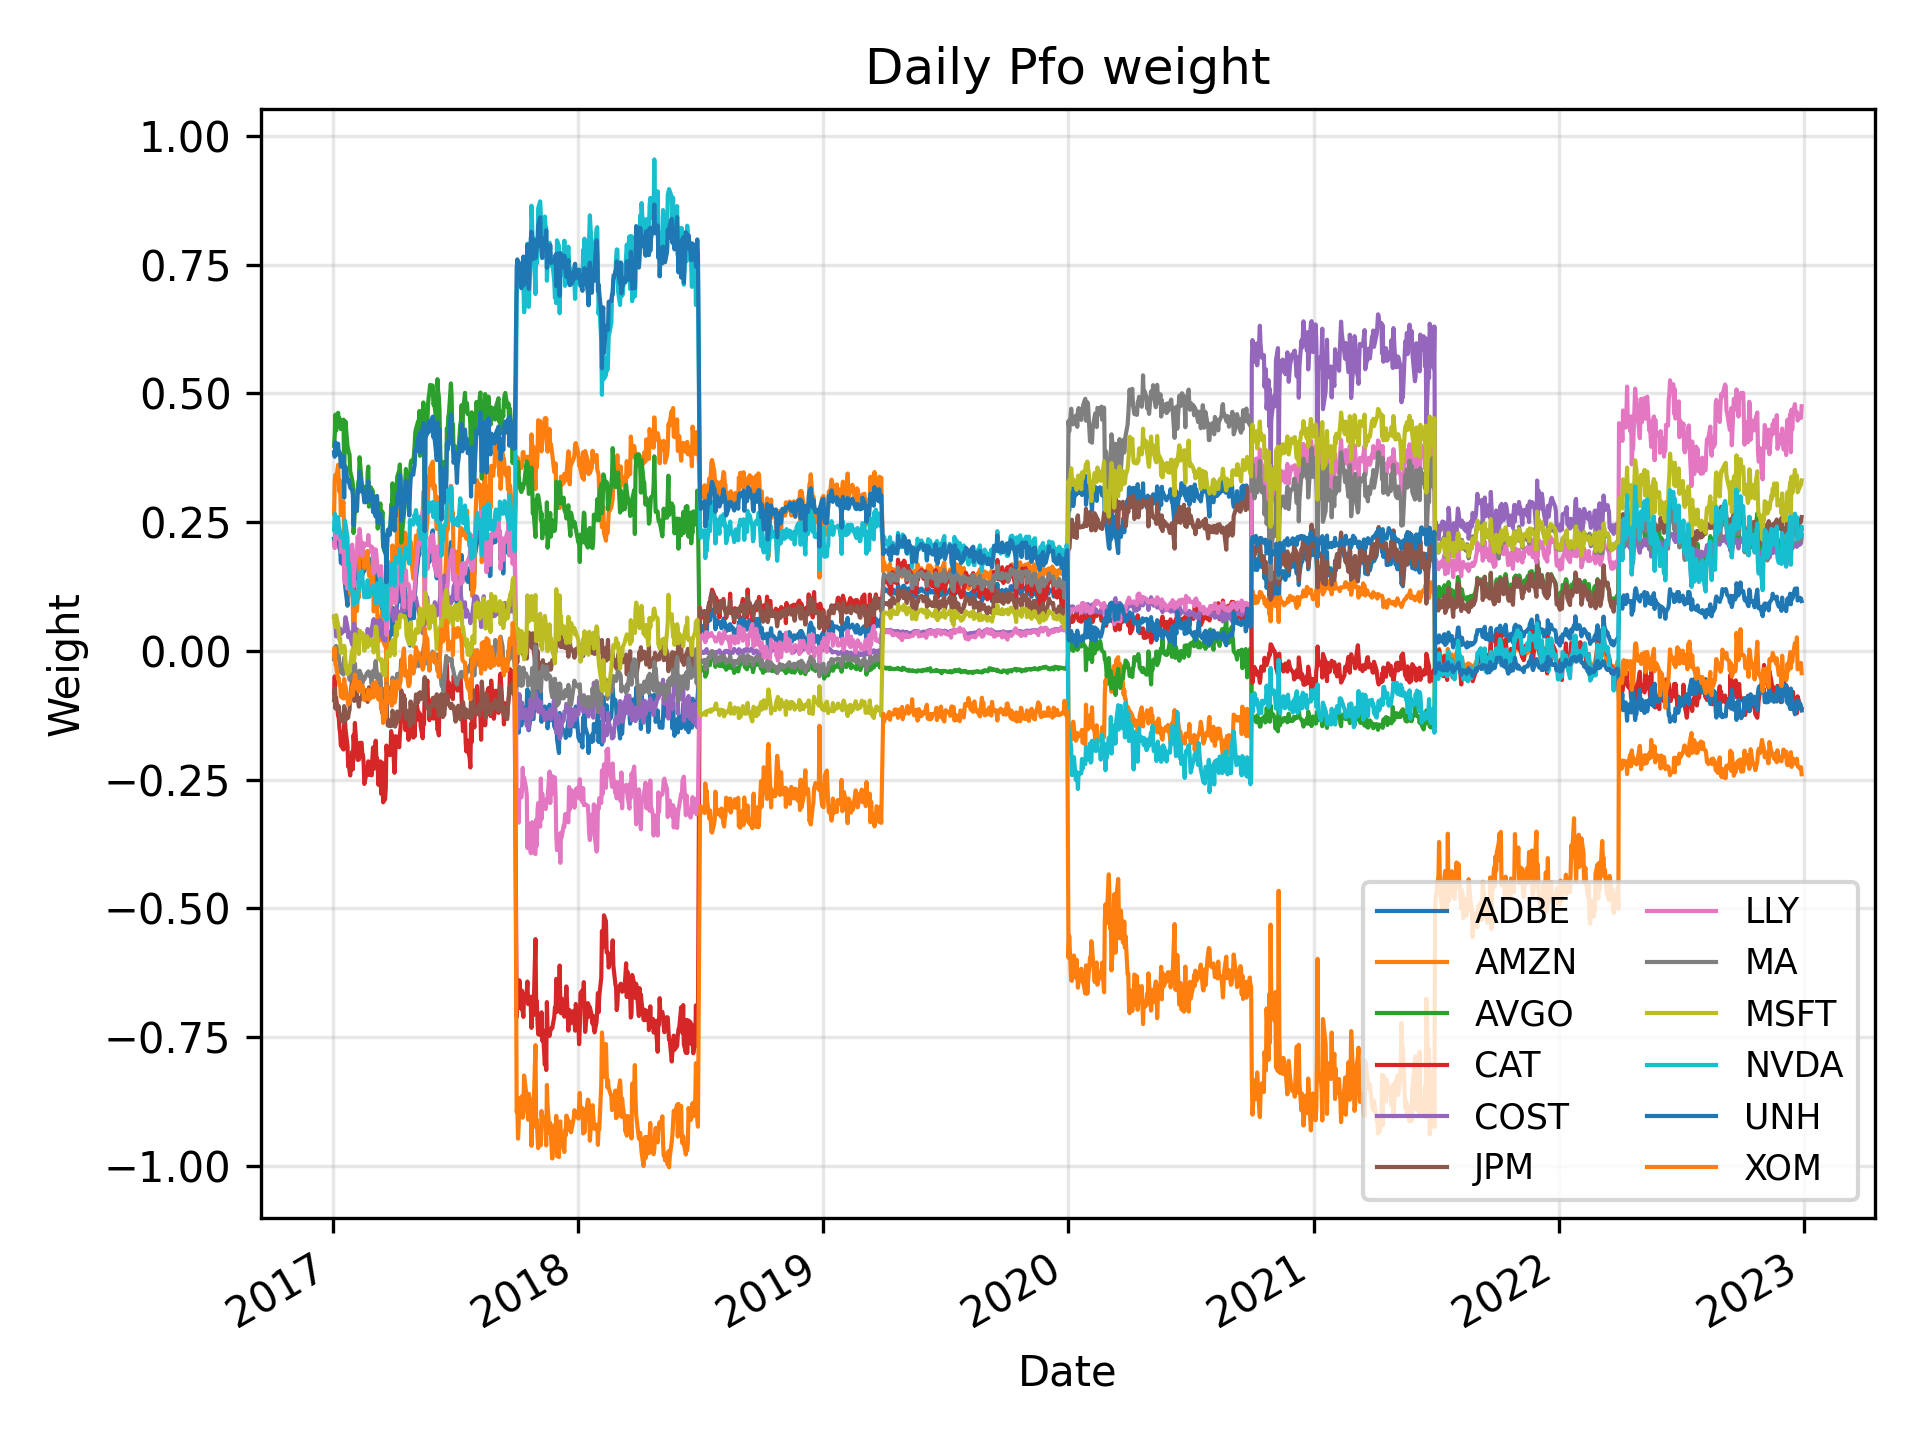 Daily Pfo weight
Weight
1.00
0.75
0.50
0.25
0.00
−0.25
−0.50
−0.75
−1.00
ADBE
AMZN
AVGO
CAT
COST
JPM
LLY
MA
MSFT
NVDA
UNH
XOM
2017
2018
2019
2020
2021
2022
2023
Date